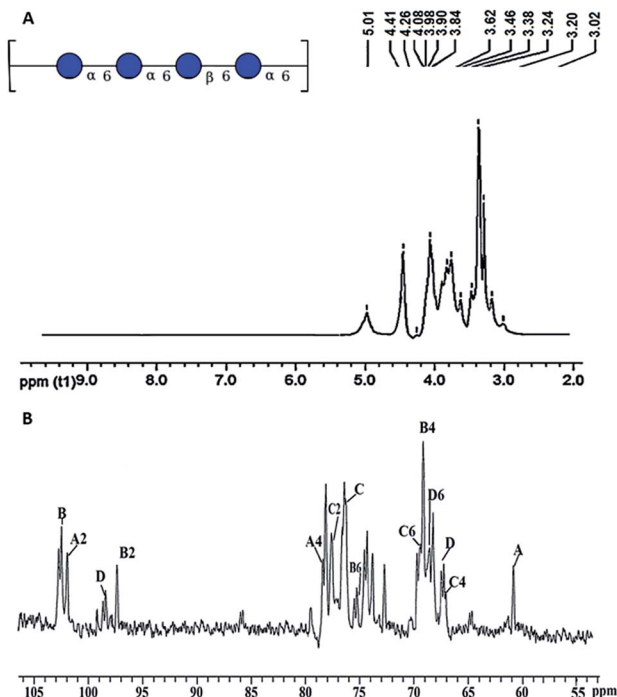 A
5.01
4.41
4.26
4.08
3.98
3.90
3.84
3.62
3.46
3.38
3.24
3.20
3.02
α 6 α 6 β 6 α 6
ppm (t1) 9.0 8.0 7.0 6.0 5.0 4.0 3.0 2.0
B
B4
B
A2
D
B2
A4
C2
C
B6
C6
D6
D
C4
A
105 100 95 90 85 80 75 70 65 60 55 ppm